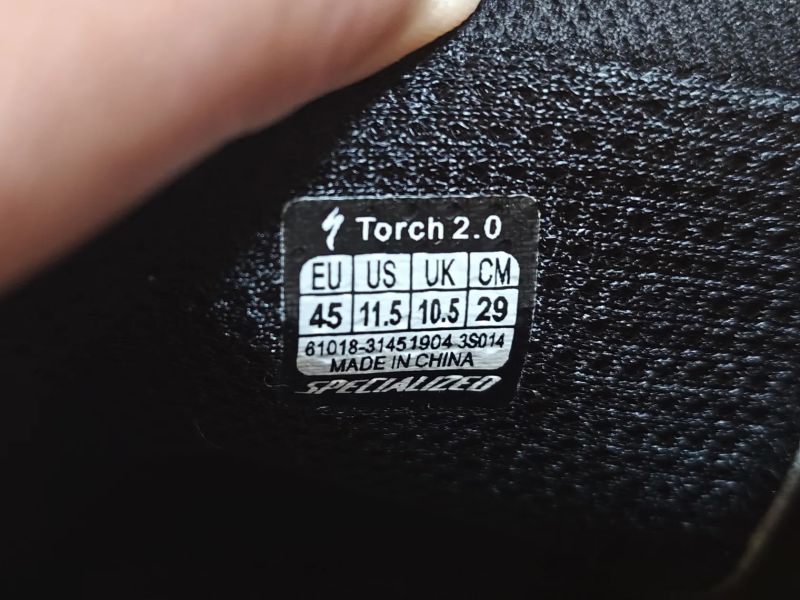 Torch 2.0
EU US UK CM
45 11.5 10.5 29
61018-31451904 3S014
MADE IN CHINA
SPECIALIZED